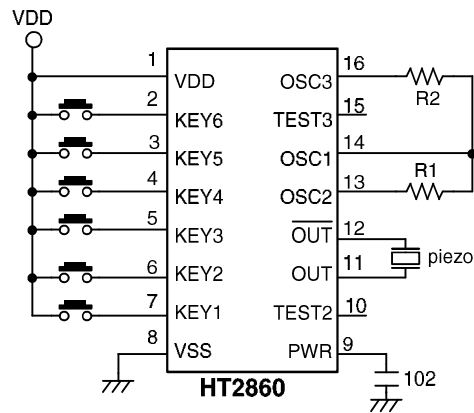 VDD
1 VDD OSC3 16
R2
2 KEY6 TEST3 15
3 KEY5 OSC1 14
4 KEY4 OSC2 13
R1
5 KEY3 OUT 12
piezo
6 KEY2 OUT 11
7 KEY1 TEST2 10
8 VSS PWR 9
102
HT2860